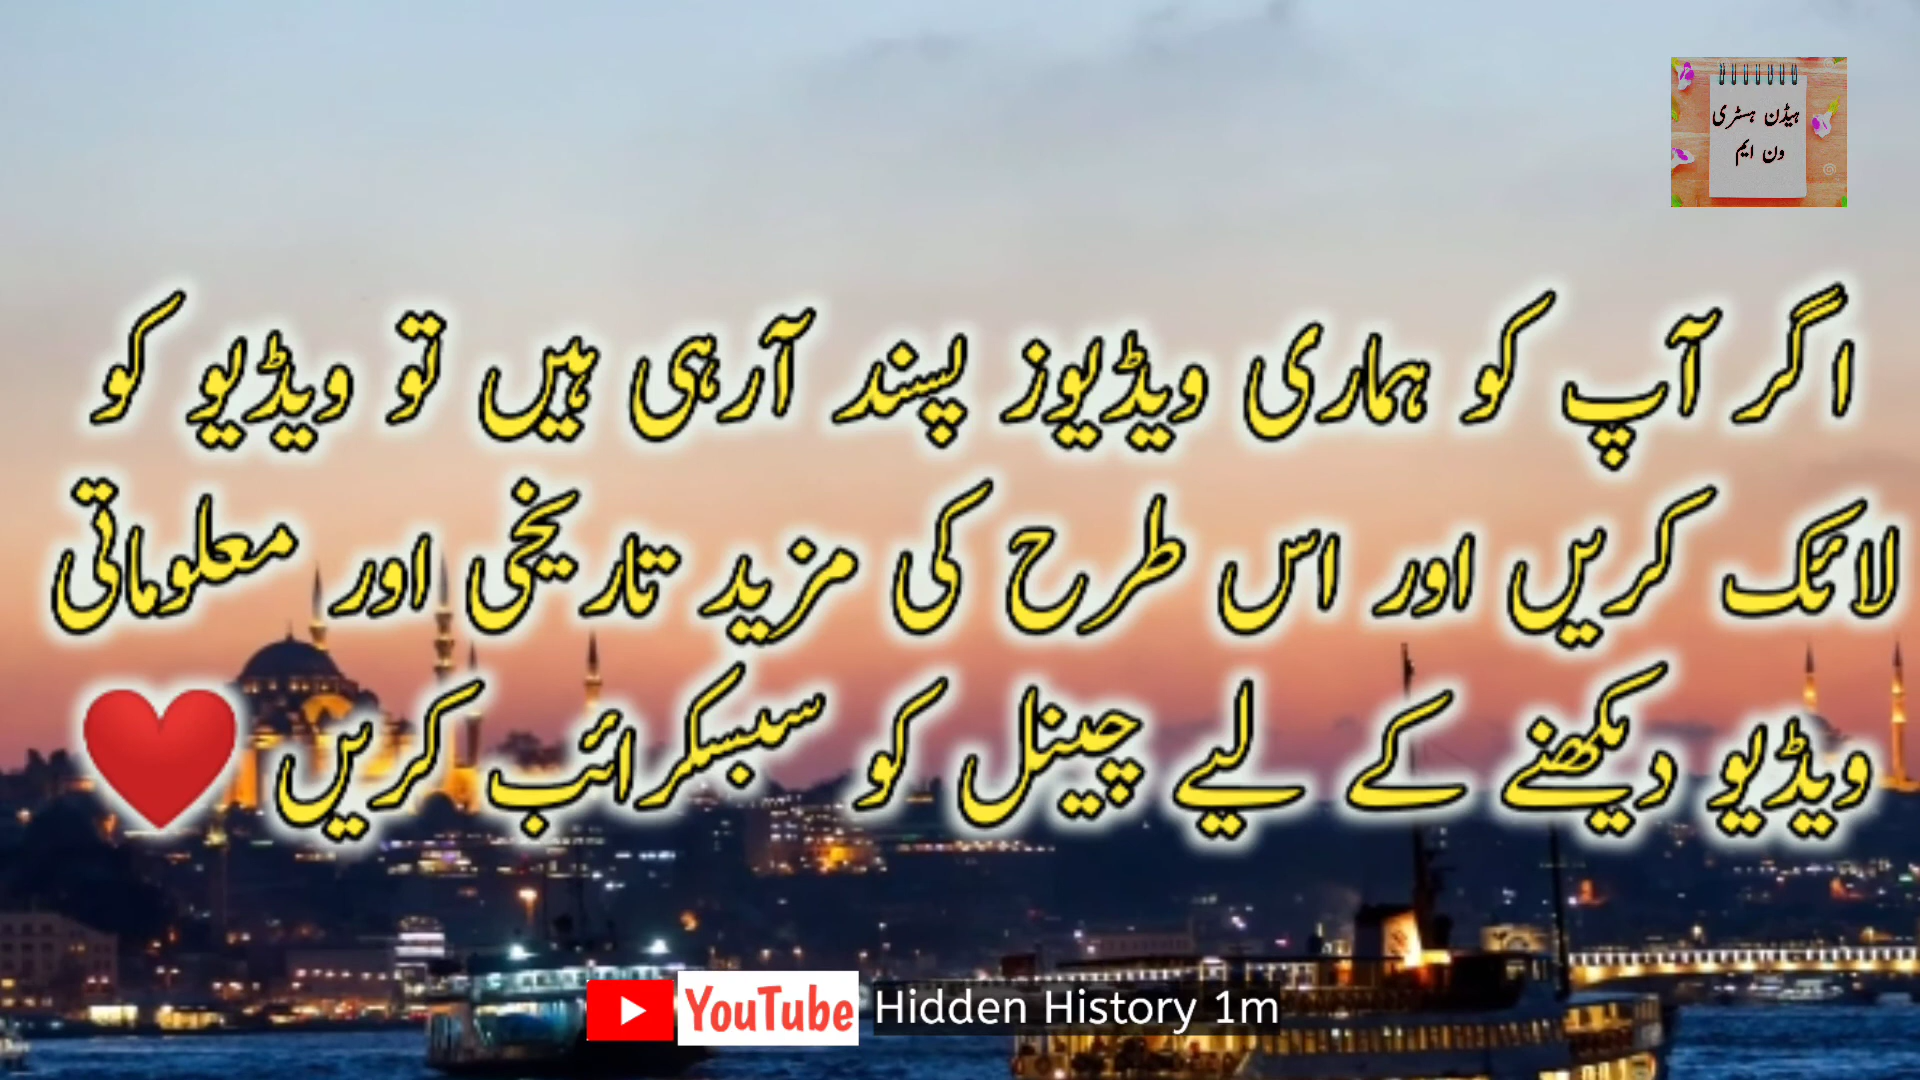 ہیڈن ہسٹری
ون ایم
اگر آپ کو ہماری ویڈیوز پسند آرہی ہیں تو ویڈیو کو
لائک کریں اور اس طرح کی مزید تاریخی اور معلوماتی
ویڈیو دیکھنے کے لیے چینل کو سبسکرائب کریں ❤️
YouTube Hidden History 1m